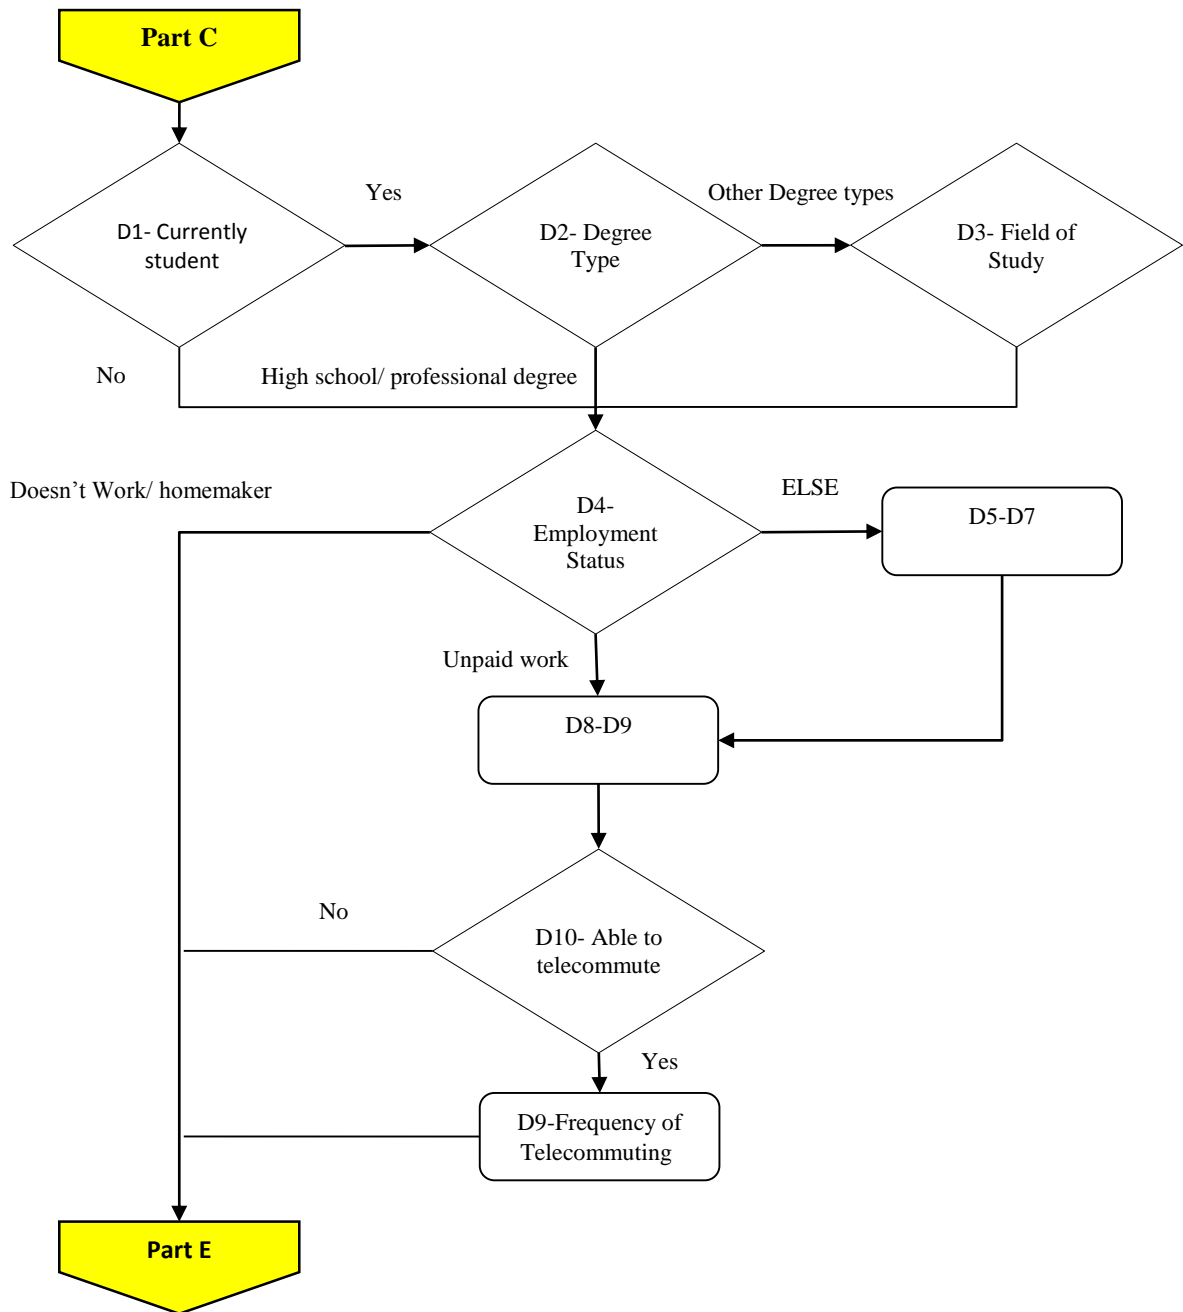 Part C
Yes
Other Degree types
D1- Currently
student
D2- Degree
Type
D3- Field of
Study
No
High school/ professional degree
Doesn’t Work/ homemaker
ELSE
D4-
Employment
Status
D5-D7
Unpaid work
D8-D9
No
D10- Able to
telecommute
Yes
D9-Frequency of
Telecommuting
Part E